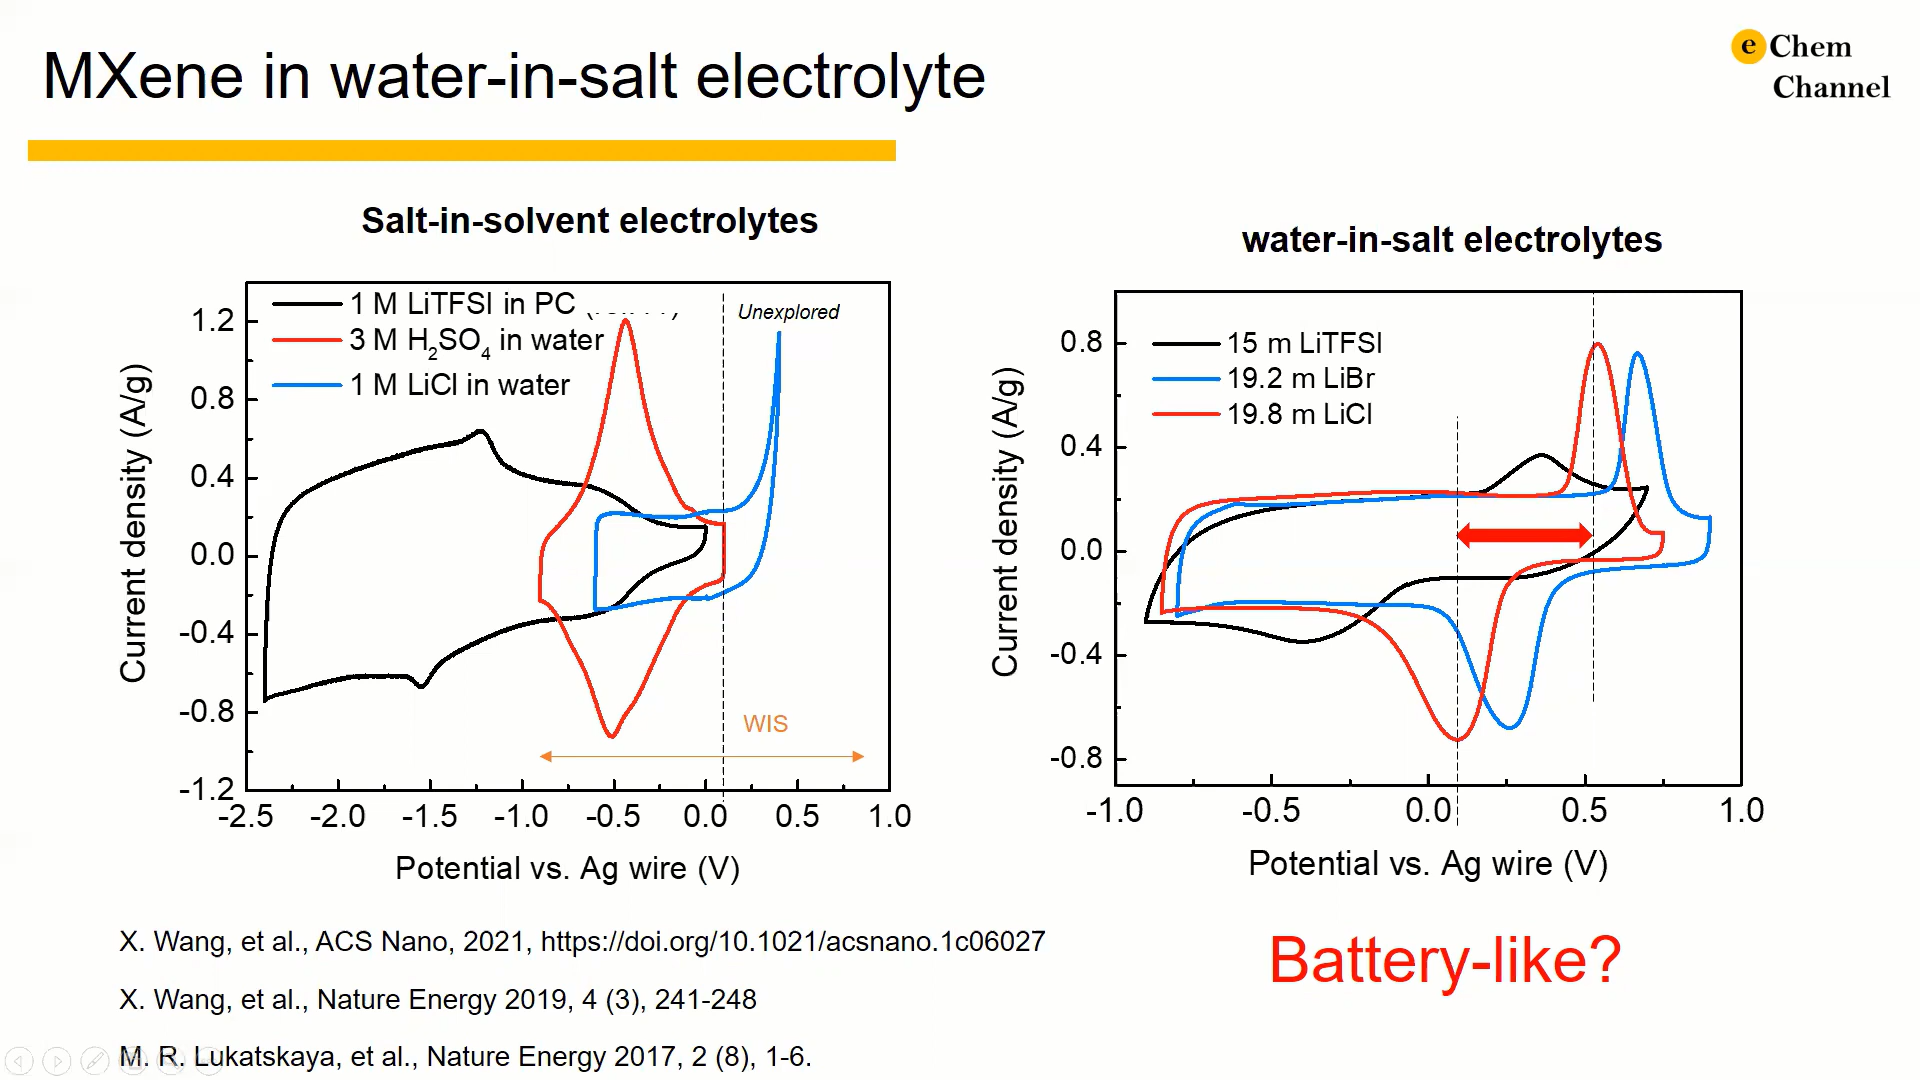 MXene in water-in-salt electrolyte
e Chem
Channel
Salt-in-solvent electrolytes
1 M LiTFSI in PC
3 M H2SO4 in water
1 M LiCl in water
Unexplored
WIS
Current density (A/g)
1.2
0.8
0.4
0.0
-0.4
-0.8
-1.2
-2.5 -2.0 -1.5 -1.0 -0.5 0.0 0.5 1.0
Potential vs. Ag wire (V)
water-in-salt electrolytes
15 m LiTFSI
19.2 m LiBr
19.8 m LiCl
Current density (A/g)
0.8
0.4
0.0
-0.4
-0.8
-1.0 -0.5 0.0 0.5 1.0
Potential vs. Ag wire (V)
X. Wang, et al., ACS Nano, 2021, https://doi.org/10.1021/acsnano.1c06027
X. Wang, et al., Nature Energy 2019, 4 (3), 241-248
M. R. Lukatskaya, et al., Nature Energy 2017, 2 (8), 1-6.
Battery-like?